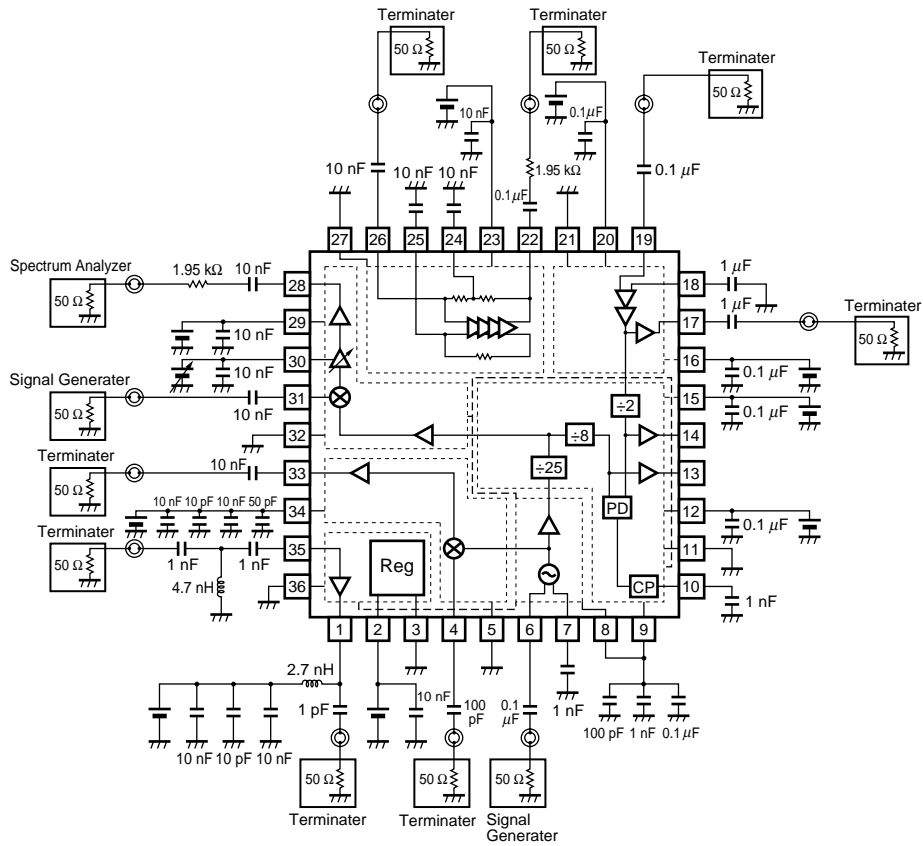 Terminater
50 Ω
Terminater
50 Ω
Terminater
50 Ω
10 nF
0.1 μF
10 nF
10 nF
10 nF
0.1 μF
1.95 kΩ
0.1 μF
27
26
25
24
23
22
21
20
19
Spectrum Analyzer
50 Ω
1.95 kΩ
10 nF
28
18
1 μF
10 nF
29
17
1 μF
Terminater
50 Ω
10 nF
30
16
0.1 μF
Signal Generater
50 Ω
10 nF
31
15
0.1 μF
÷2
32
÷8
14
Terminater
50 Ω
10 nF
33
÷25
13
10 nF
10 pF
10 nF
50 pF
34
PD
12
0.1 μF
Terminater
50 Ω
1 nF
1 nF
35
11
4.7 nH
36
Reg
CP
10
1 nF
1
2
3
4
5
6
7
8
9
2.7 nH
1 pF
10 nF
100
pF
0.1
μF
1 nF
10 nF
10 pF
10 nF
100 pF
1 nF
0.1 μF
50 Ω
50 Ω
50 Ω
Terminater
Terminater
Signal
Generater